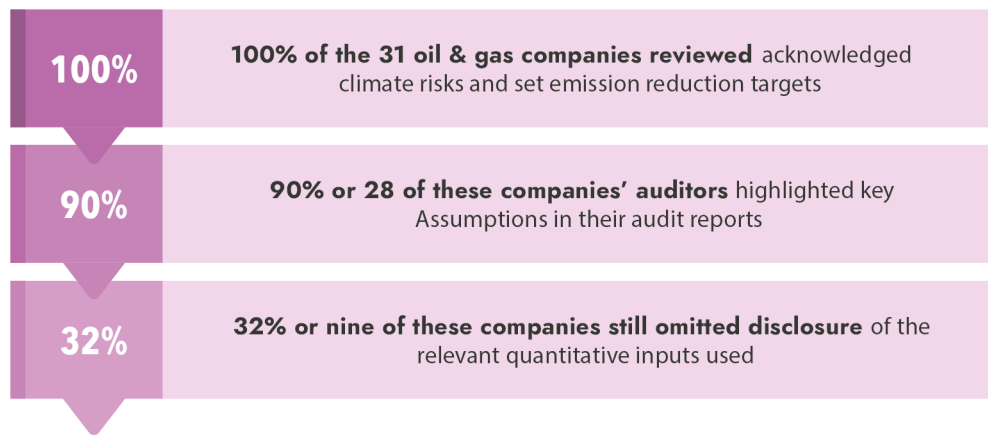 100%
100% of the 31 oil & gas companies reviewed acknowledged
climate risks and set emission reduction targets
90%
90% or 28 of these companies’ auditors highlighted key
Assumptions in their audit reports
32%
32% or nine of these companies still omitted disclosure of the
relevant quantitative inputs used